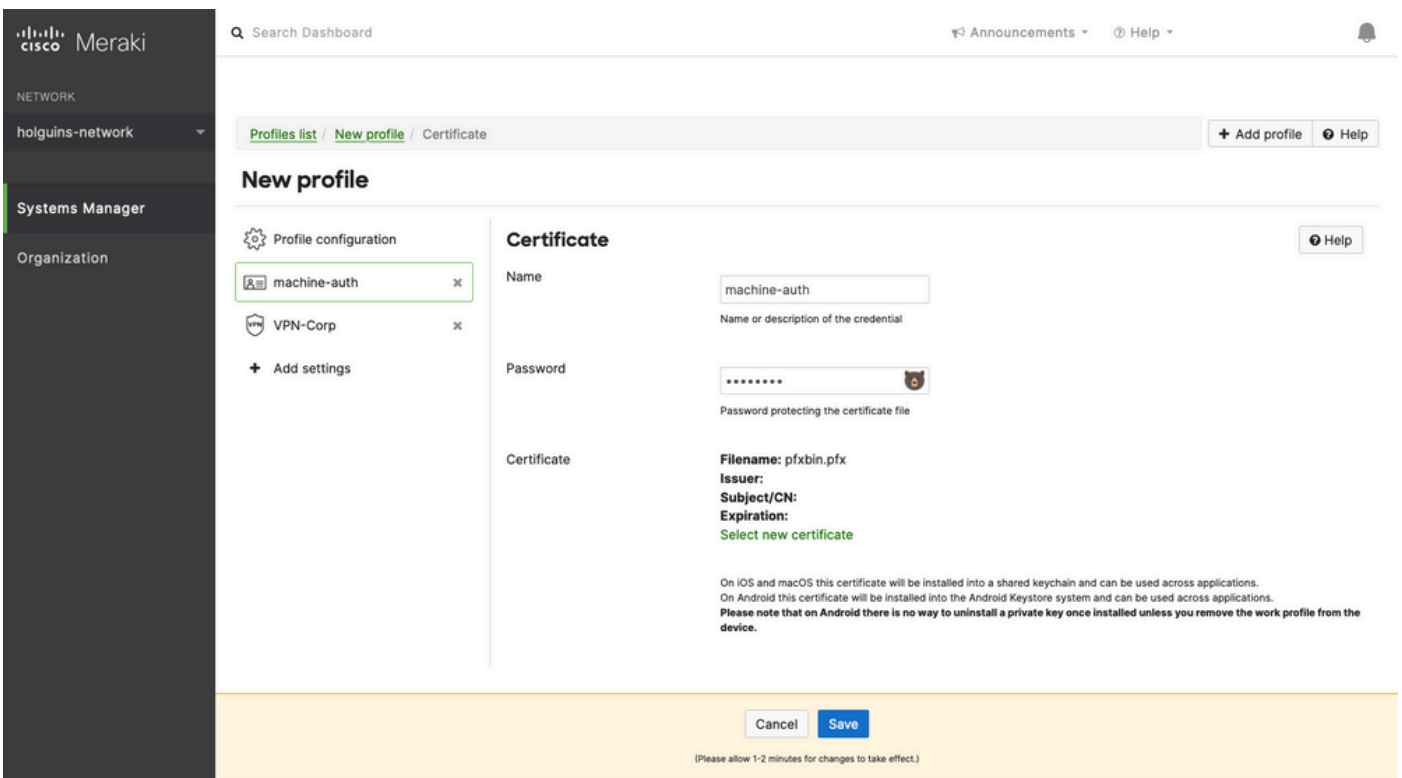 cisco Meraki
Search Dashboard
Announcements
Help
NETWORK
holguins-network
Profiles list / New profile / Certificate
Add profile
Help
New profile
Systems Manager
Organization
Profile configuration
machine-auth
VPN
VPN-Corp
Add settings
Certificate
Help
Name
machine-auth
Name or description of the credential
Password
••••••••
Password protecting the certificate file
Certificate
Filename: pfxbin.pfx
Issuer:
Subject/CN:
Expiration:
Select new certificate
On iOS and macOS this certificate will be installed into a shared keychain and can be used across applications.
On Android this certificate will be installed into the Android Keystore system and can be used across applications.
Please note that on Android there is no way to uninstall a private key once installed unless you remove the work profile from the
device.
Cancel
Save
(Please allow 1-2 minutes for changes to take effect.)